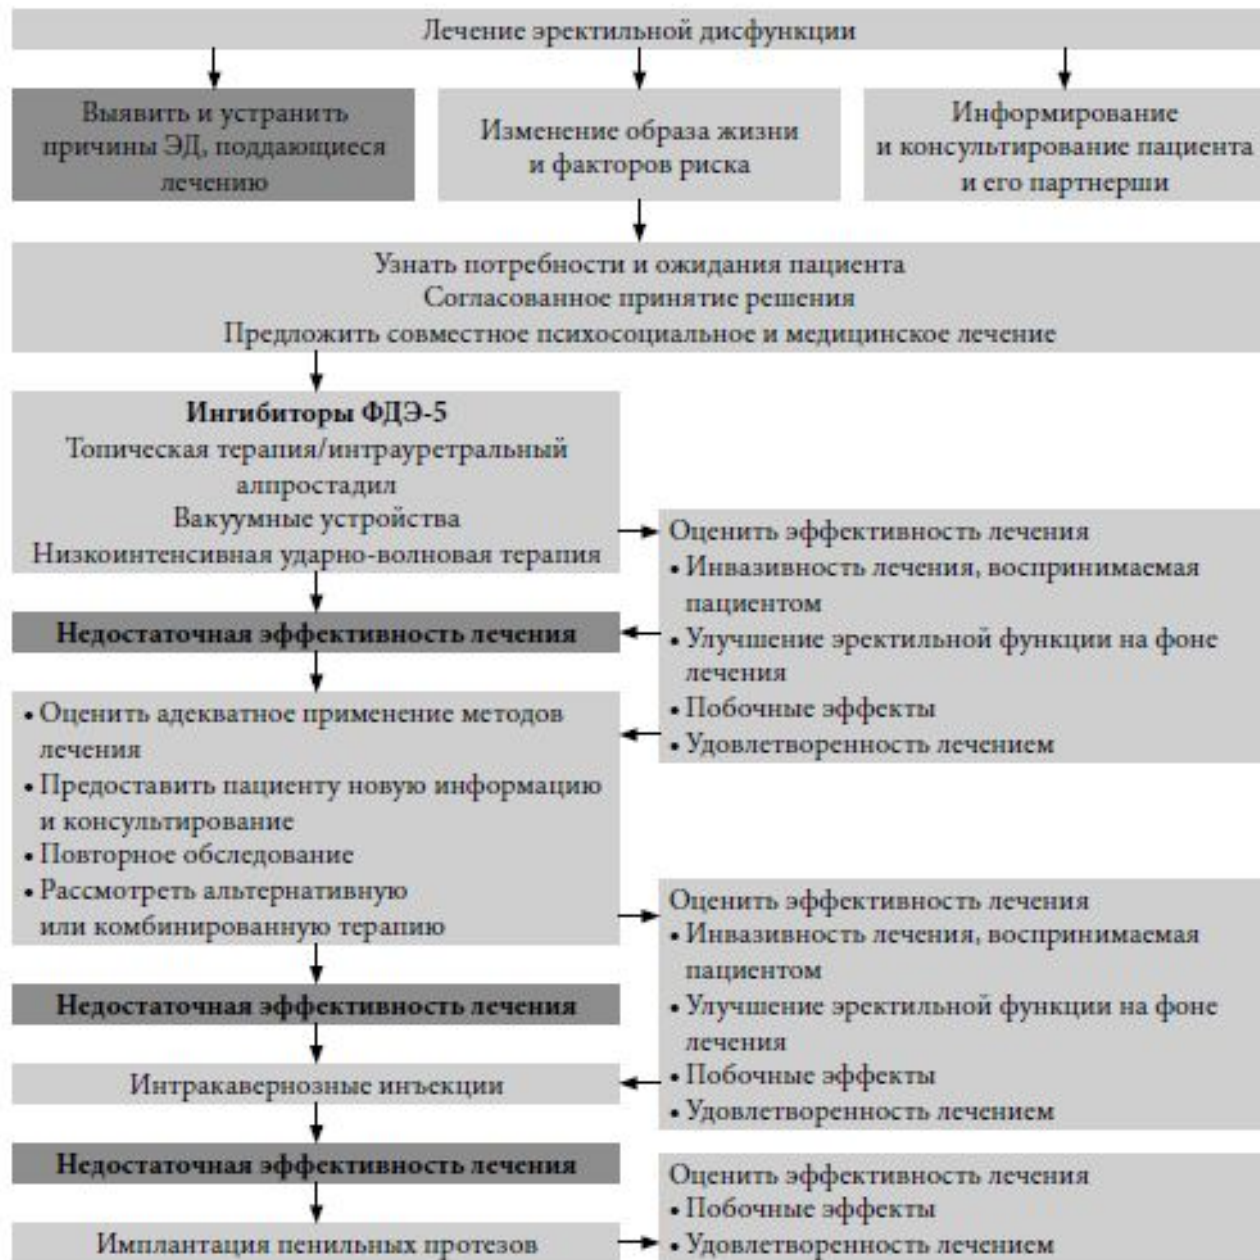 Лечение эректильной дисфункции
Выявить и устранить
причины ЭД, поддающиеся
лечению
Изменение образа жизни
и факторов риска
Информирование
и консультирование пациента
и его партнерши
Узнать потребности и ожидания пациента
Согласованное принятие решения
Предложить совместное психосоциальное и медицинское лечение
Ингибиторы ФДЭ-5
Топическая терапия/интрауретральный
алпростадил
Вакуумные устройства
Низкоинтенсивная ударно-волновая терапия
Оценить эффективность лечения
• Инвазивность лечения, воспринимаемая
пациентом
• Улучшение эректильной функции на фоне
лечения
• Побочные эффекты
• Удовлетворенность лечением
Недостаточная эффективность лечения
• Оценить адекватное применение методов
лечения
• Предоставить пациенту новую информацию
и консультирование
• Повторное обследование
• Рассмотреть альтернативную
или комбинированную терапию
Оценить эффективность лечения
• Инвазивность лечения, воспринимаемая
пациентом
• Улучшение эректильной функции на фоне
лечения
• Побочные эффекты
• Удовлетворенность лечением
Недостаточная эффективность лечения
Интракавернозные инъекции
Недостаточная эффективность лечения
Имплантация пенильных протезов
Оценить эффективность лечения
• Побочные эффекты
• Удовлетворенность лечением